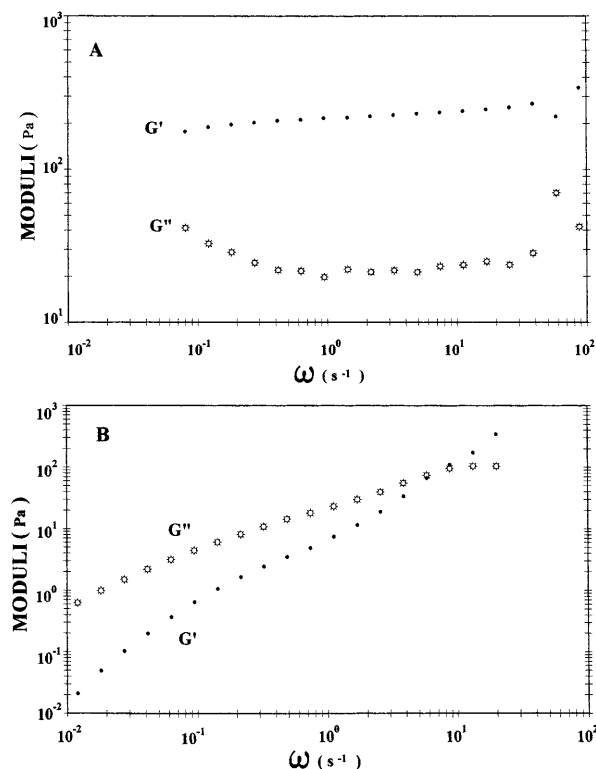 A
MODULI ( Pa )
10³
10²
10¹
G'
G''
10⁻² 10⁻¹ 10⁰ 10¹ 10²
ω ( s⁻¹ )
B
MODULI ( Pa )
10³
10²
10¹
10⁰
10⁻¹
10⁻²
G''
G'
10⁻² 10⁻¹ 10⁰ 10¹ 10²
ω ( s⁻¹ )